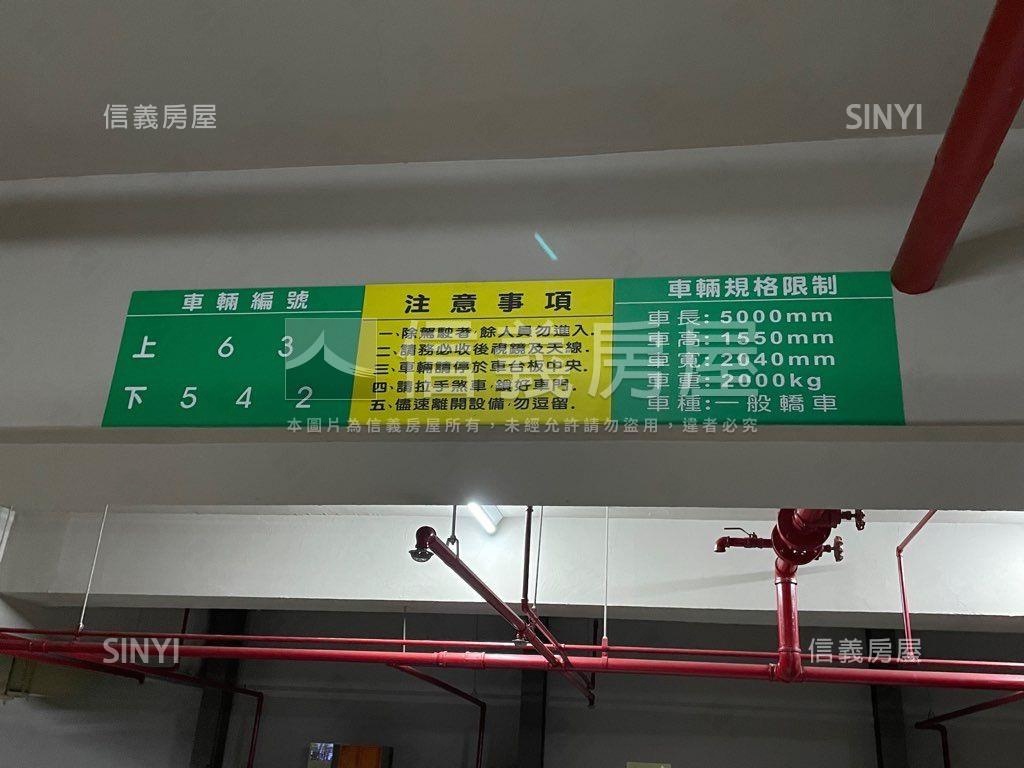 信義房屋
SINYI
車輛編號
上 6 3
下 5 4 2
注意事項
一、除駕駛者,餘人員勿進入.
二、請務必收後視鏡及天線.
三、車輛請停於車台板中央.
四、請拉手煞車,鎖好車門.
五、儘速離開設備,勿逗留.
車輛規格限制
車長:5000mm
車高:1550mm
車寬:2040mm
車重:2000kg
車種:一般轎車
信義房屋
本圖片為信義房屋所有，未經允許請勿盜用，違者必究
SINYI
信義房屋